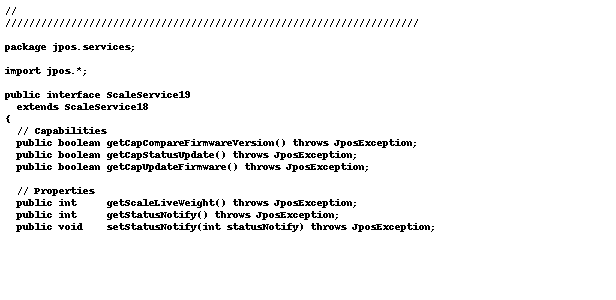 //
/////////////////////////////////////////////////////////////////////
package jpos.services;
import jpos.*;
public interface ScaleService19
  extends ScaleService18
{
  // Capabilities
  public boolean getCapCompareFirmwareVersion() throws JposException;
  public boolean getCapStatusUpdate() throws JposException;
  public boolean getCapUpdateFirmware() throws JposException;
  // Properties
  public int     getScaleLiveWeight() throws JposException;
  public int     getStatusNotify() throws JposException;
  public void    setStatusNotify(int statusNotify) throws JposException;